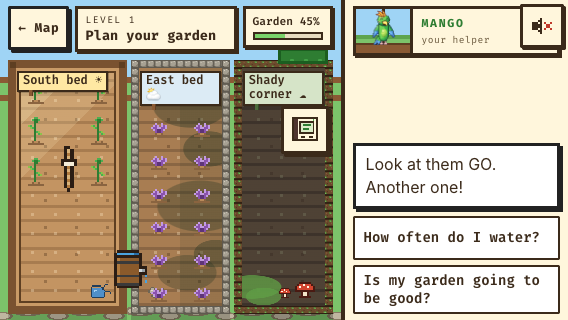 ← Map
LEVEL 1
Plan your garden
Garden 45%
MANGO
your helper
South bed ☀
East bed
Shady
corner ☁
Look at them GO.
Another one!
How often do I water?
Is my garden going to
be good?